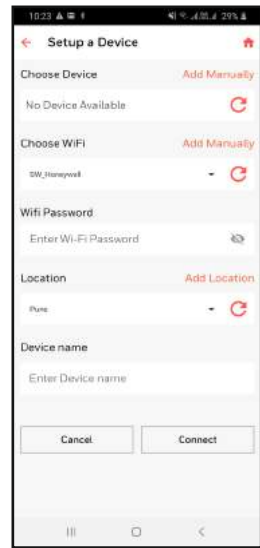 10:23
29%
Setup a Device
Choose Device Add Manually
No Device Available
Choose WiFi Add Manually
SW_Honeywell
Wifi Password
Enter Wi-Fi Password
Location Add Location
Pune
Device name
Enter Device name
Cancel Connect